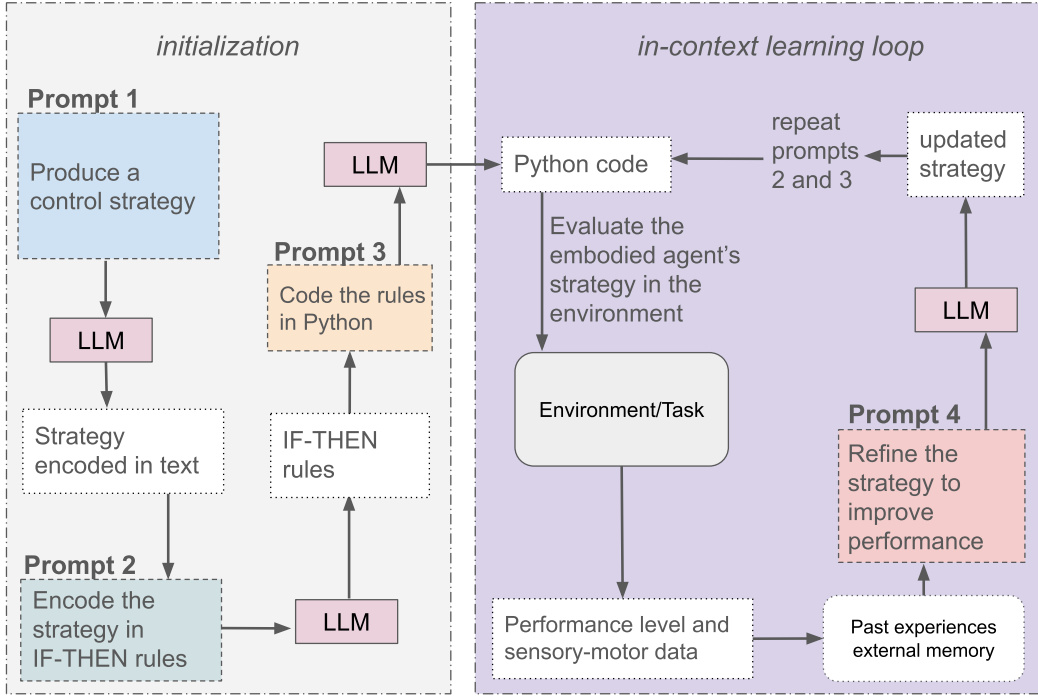 initialization
Prompt 1
Produce a
control strategy
LLM
Strategy
encoded in text
Prompt 2
Encode the
strategy in
IF-THEN rules
LLM
IF-THEN
rules
Prompt 3
Code the rules
in Python
LLM
in-context learning loop
Python code
Evaluate the
embodied agent's
strategy in the
environment
Environment/Task
Performance level and
sensory-motor data
Past experiences
external memory
Prompt 4
Refine the
strategy to
improve
performance
LLM
updated
strategy
repeat
prompts
2 and 3